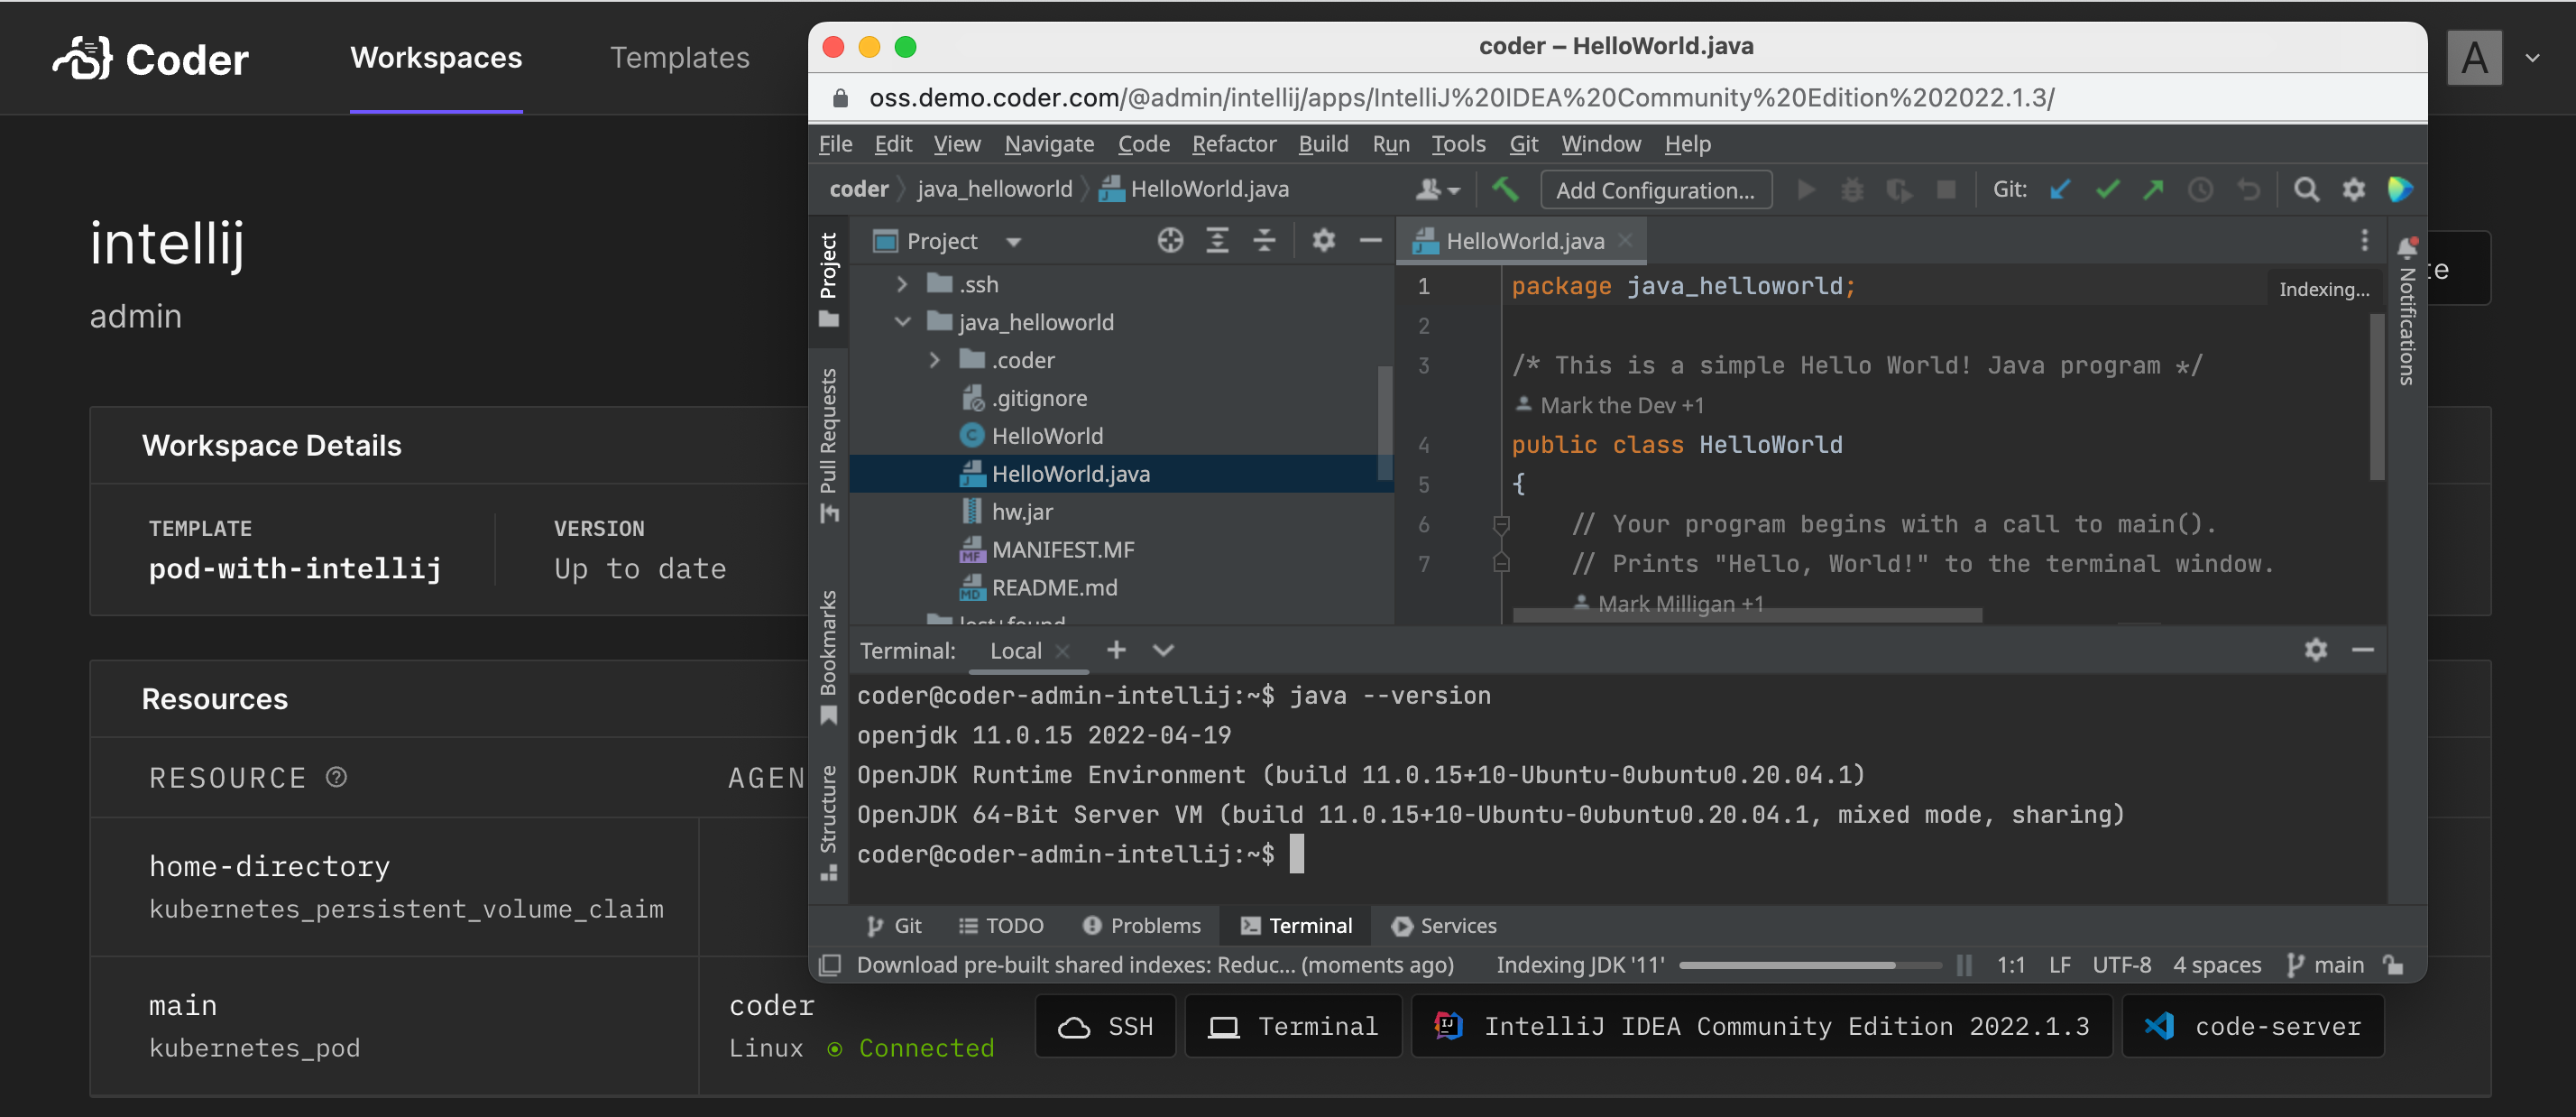 Coder
Workspaces
Templates
A
intellij
admin
Workspace Details
TEMPLATE
pod-with-intellij
VERSION
Up to date
Resources
RESOURCE
AGEN
home-directory
kubernetes_persistent_volume_claim
main
kubernetes_pod
coder
Linux
Connected
SSH
Terminal
IntelliJ IDEA Community Edition 2022.1.3
code-server
coder – HelloWorld.java
oss.demo.coder.com/@admin/intellij/apps/IntelliJ%20IDEA%20Community%20Edition%202022.1.3/
File Edit View Navigate Code Refactor Build Run Tools Git Window Help
coder java_helloworld HelloWorld.java
Add Configuration...
Git:
Project
Pull Requests
Bookmarks
Structure
Project
.ssh
java_helloworld
.coder
.gitignore
HelloWorld
HelloWorld.java
hw.jar
MANIFEST.MF
README.md
lost+found
HelloWorld.java
Indexing...
Notifications
1 package java_helloworld;
2
3 /* This is a simple Hello World! Java program */
Mark the Dev +1
4 public class HelloWorld
5 {
6 // Your program begins with a call to main().
7 // Prints "Hello, World!" to the terminal window.
Mark Milligan +1
Terminal: Local
coder@coder-admin-intellij:~$ java --version
openjdk 11.0.15 2022-04-19
OpenJDK Runtime Environment (build 11.0.15+10-Ubuntu-0ubuntu0.20.04.1)
OpenJDK 64-Bit Server VM (build 11.0.15+10-Ubuntu-0ubuntu0.20.04.1, mixed mode, sharing)
coder@coder-admin-intellij:~$
Git TODO Problems Terminal Services
Download pre-built shared indexes: Reduc... (moments ago) Indexing JDK '11' 1:1 LF UTF-8 4 spaces main